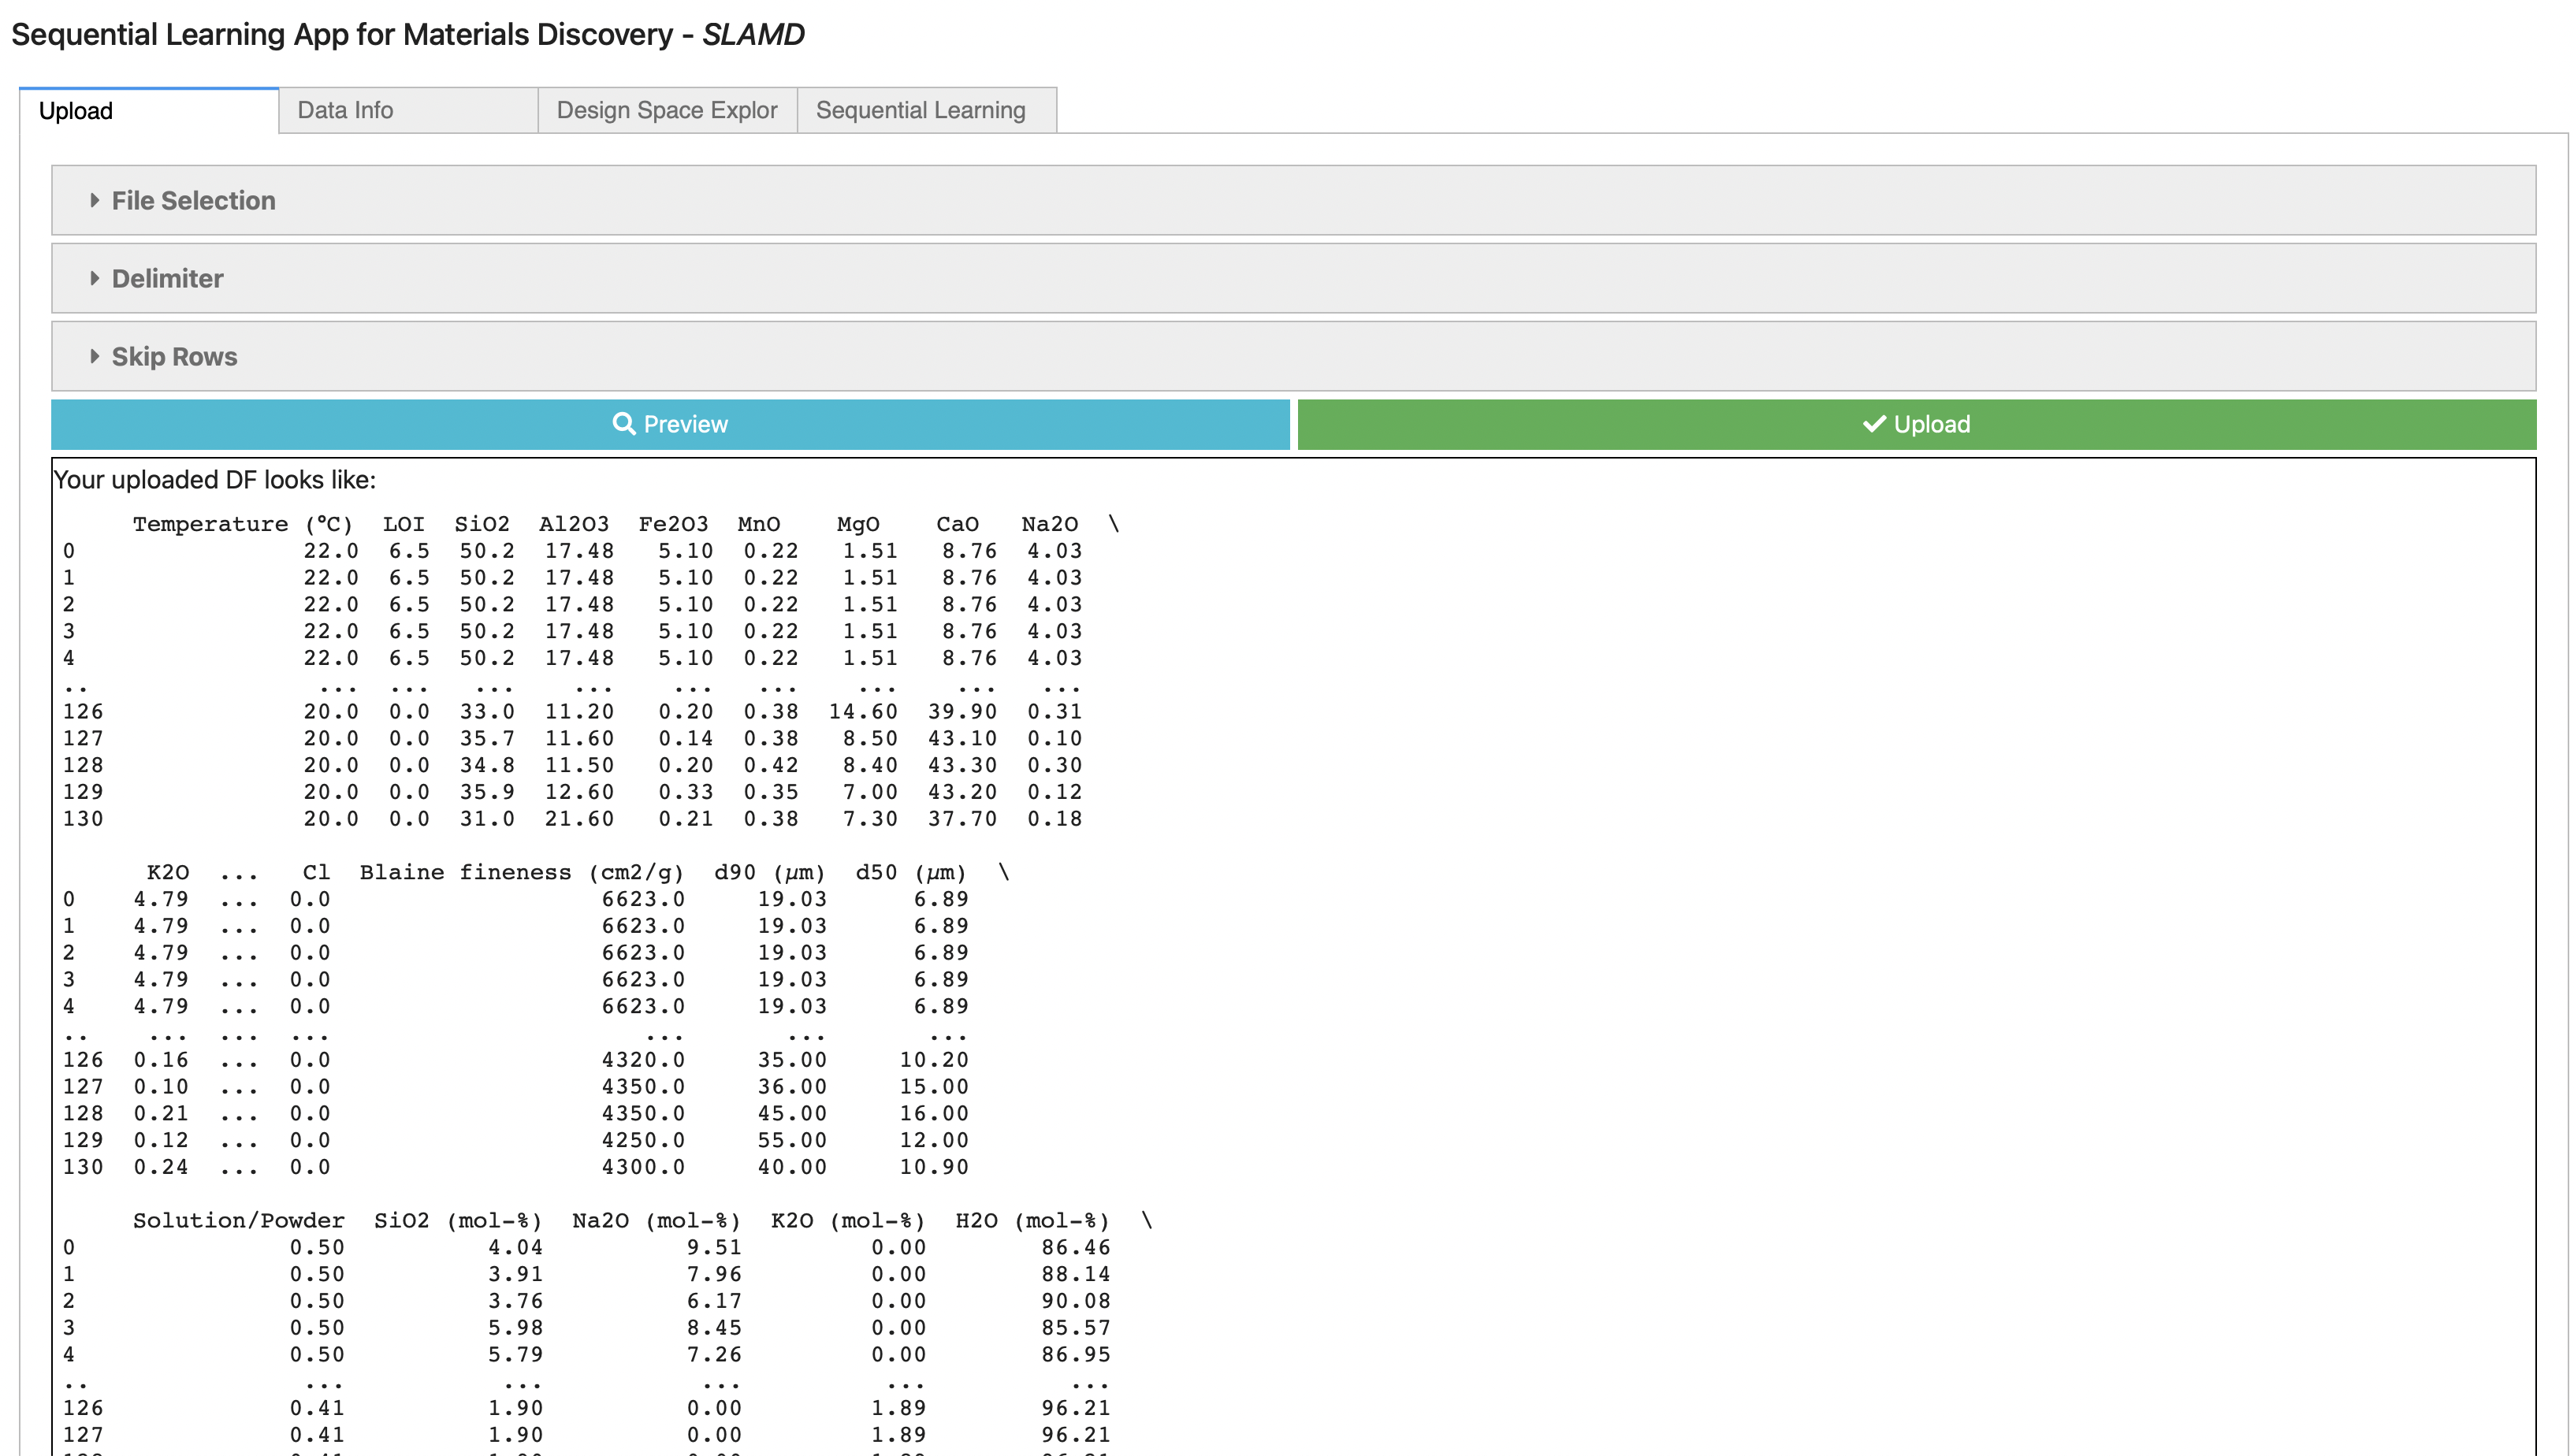 Sequential Learning App for Materials Discovery - SLAMD
Upload Data Info Design Space Explor Sequential Learning
File Selection
Delimiter
Skip Rows
Preview Upload
Your uploaded DF looks like:
Temperature (°C) LOI SiO2 Al2O3 Fe2O3 MnO MgO CaO Na2O \
0 22.0 6.5 50.2 17.48 5.10 0.22 1.51 8.76 4.03
1 22.0 6.5 50.2 17.48 5.10 0.22 1.51 8.76 4.03
2 22.0 6.5 50.2 17.48 5.10 0.22 1.51 8.76 4.03
3 22.0 6.5 50.2 17.48 5.10 0.22 1.51 8.76 4.03
4 22.0 6.5 50.2 17.48 5.10 0.22 1.51 8.76 4.03
.. ... ... ... ... ... ... ... ... ...
126 20.0 0.0 33.0 11.20 0.20 0.38 14.60 39.90 0.31
127 20.0 0.0 35.7 11.60 0.14 0.38 8.50 43.10 0.10
128 20.0 0.0 34.8 11.50 0.20 0.42 8.40 43.30 0.30
129 20.0 0.0 35.9 12.60 0.33 0.35 7.00 43.20 0.12
130 20.0 0.0 31.0 21.60 0.21 0.38 7.30 37.70 0.18
K2O ... Cl Blaine fineness (cm2/g) d90 (µm) d50 (µm) \
0 4.79 ... 0.0 6623.0 19.03 6.89
1 4.79 ... 0.0 6623.0 19.03 6.89
2 4.79 ... 0.0 6623.0 19.03 6.89
3 4.79 ... 0.0 6623.0 19.03 6.89
4 4.79 ... 0.0 6623.0 19.03 6.89
.. ... ... ... ... ... ...
126 0.16 ... 0.0 4320.0 35.00 10.20
127 0.10 ... 0.0 4350.0 36.00 15.00
128 0.21 ... 0.0 4350.0 45.00 16.00
129 0.12 ... 0.0 4250.0 55.00 12.00
130 0.24 ... 0.0 4300.0 40.00 10.90
Solution/Powder SiO2 (mol-%) Na2O (mol-%) K2O (mol-%) H2O (mol-%) \
0 0.50 4.04 9.51 0.00 86.46
1 0.50 3.91 7.96 0.00 88.14
2 0.50 3.76 6.17 0.00 90.08
3 0.50 5.98 8.45 0.00 85.57
4 0.50 5.79 7.26 0.00 86.95
.. ... ... ... ... ...
126 0.41 1.90 0.00 1.89 96.21
127 0.41 1.90 0.00 1.89 96.21